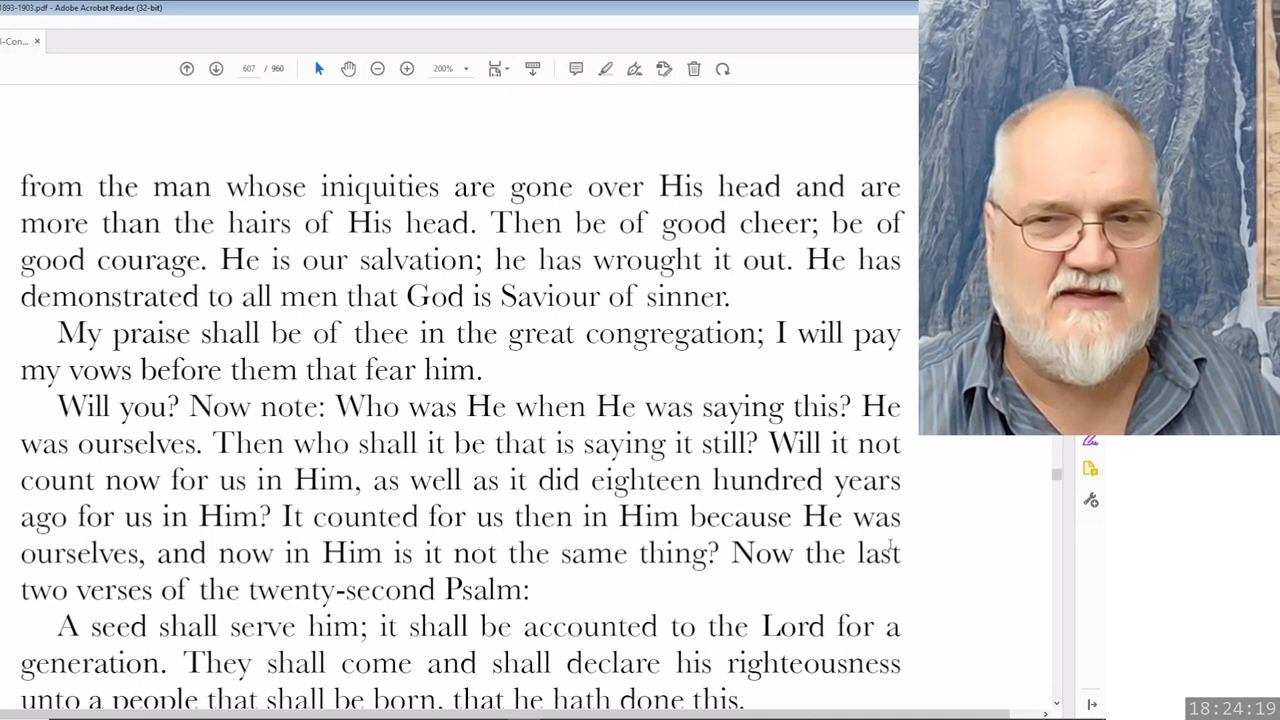 1893-1903.pdf - Adobe Acrobat Reader (32-bit)
l-Con... ×
607 / 960 200%
from the man whose iniquities are gone over His head and are
more than the hairs of His head. Then be of good cheer; be of
good courage. He is our salvation; he has wrought it out. He has
demonstrated to all men that God is Saviour of sinner.
My praise shall be of thee in the great congregation; I will pay
my vows before them that fear him.
Will you? Now note: Who was He when He was saying this? He
was ourselves. Then who shall it be that is saying it still? Will it not
count now for us in Him, as well as it did eighteen hundred years
ago for us in Him? It counted for us then in Him because He was
ourselves, and now in Him is it not the same thing? Now the last
two verses of the twenty-second Psalm:
A seed shall serve him; it shall be accounted to the Lord for a
generation. They shall come and shall declare his righteousness
unto a people that shall be born, that he hath done this.
18:24:19